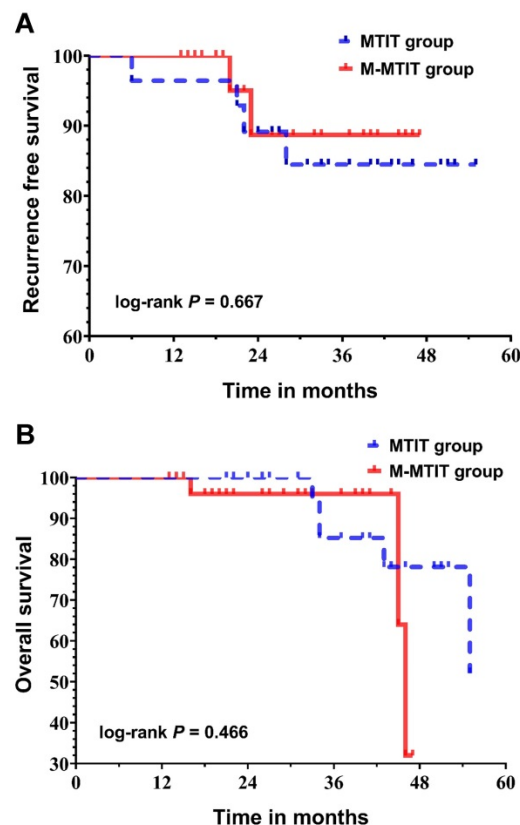 A
MTIT group
M-MTIT group
100
90
80
70
60
Recurrence free survival
log-rank P = 0.667
0 12 24 36 48 60
Time in months
B
MTIT group
M-MTIT group
100
90
80
70
60
50
40
30
Overall survival
log-rank P = 0.466
0 12 24 36 48 60
Time in months